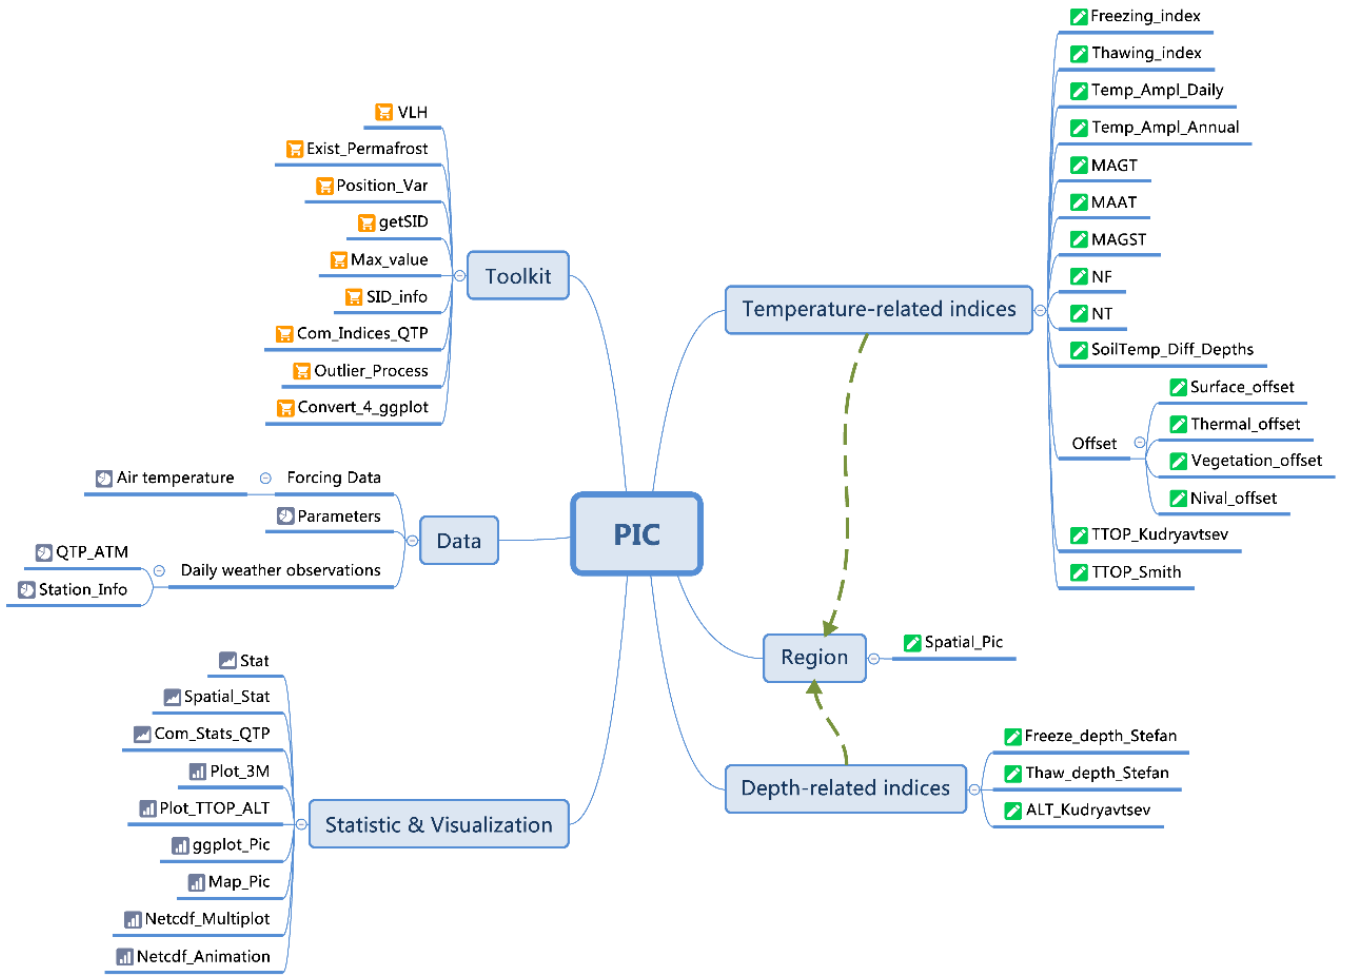 PIC
Toolkit
VLH
Exist_Permafrost
Position_Var
getSID
Max_value
SID_info
Com_Indices_QTP
Outlier_Process
Convert_4_ggplot
Data
Forcing Data
Air temperature
Parameters
Daily weather observations
QTP_ATM
Station_Info
Statistic & Visualization
Stat
Spatial_Stat
Com_Stats_QTP
Plot_3M
Plot_TTOP_ALT
ggplot_Pic
Map_Pic
Netcdf_Multiplot
Netcdf_Animation
Temperature-related indices
Freezing_index
Thawing_index
Temp_Ampl_Daily
Temp_Ampl_Annual
MAGT
MAAT
MAGST
NF
NT
SoilTemp_Diff_Depths
Offset
Surface_offset
Thermal_offset
Vegetation_offset
Nival_offset
TTOP_Kudryavtsev
TTOP_Smith
Region
Spatial_Pic
Depth-related indices
Freeze_depth_Stefan
Thaw_depth_Stefan
ALT_Kudryavtsev